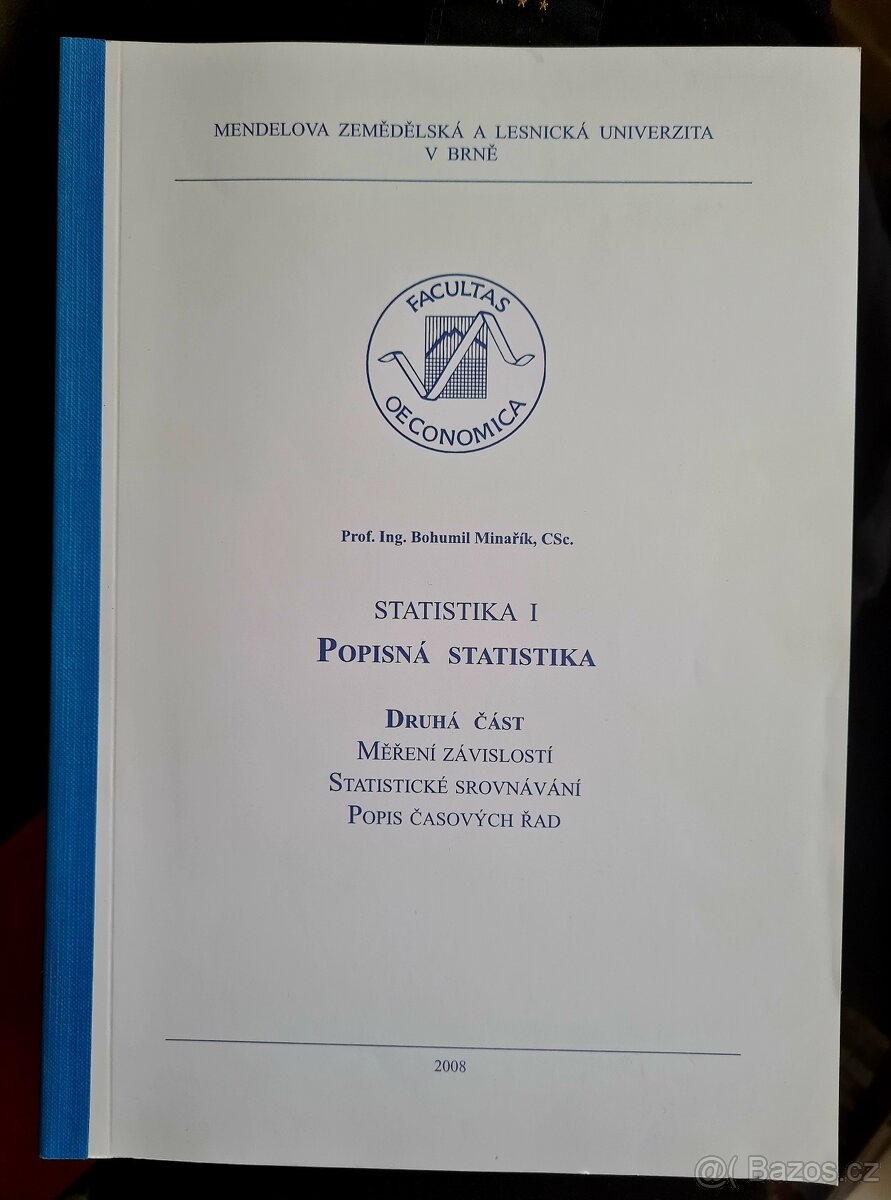 MENDELOVA ZEMĚDĚLSKÁ A LESNICKÁ UNIVERZITA
V BRNĚ
FACULTAS
OECONOMICA
Prof. Ing. Bohumil Minařík, CSc.
STATISTIKA I
POPISNÁ STATISTIKA
DRUHÁ ČÁST
MĚŘENÍ ZÁVISLOSTÍ
STATISTICKÉ SROVNÁVÁNÍ
POPIS ČASOVÝCH ŘAD
2008
@( Bazos.cz